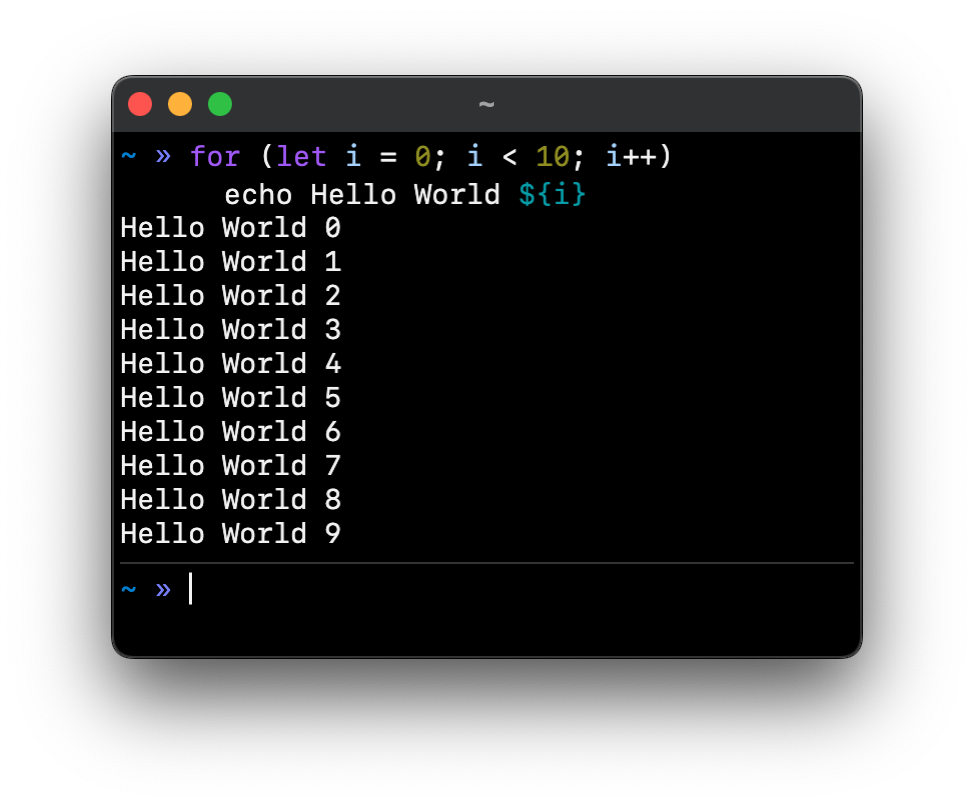 ~
~ » for (let i = 0; i < 10; i++)
echo Hello World ${i}
Hello World 0
Hello World 1
Hello World 2
Hello World 3
Hello World 4
Hello World 5
Hello World 6
Hello World 7
Hello World 8
Hello World 9
~ »